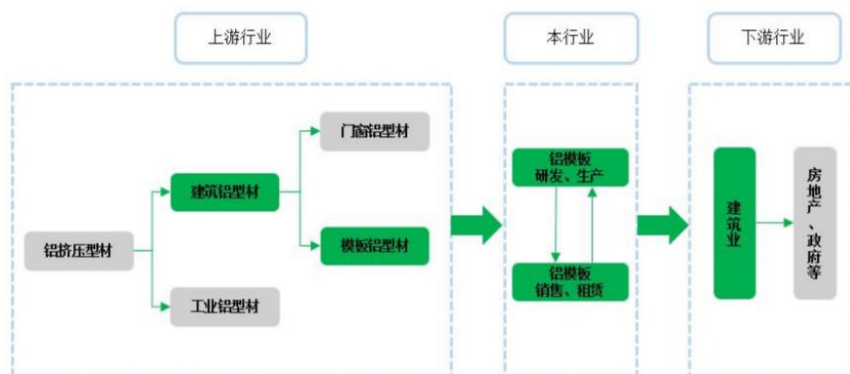 上游行业
本行业
下游行业
门窗铝型材
建筑铝型材
模板铝型材
铝挤压型材
工业铝型材
铝模板
研发、生产
铝模板
销售、租赁
建筑业
房地产、政府等